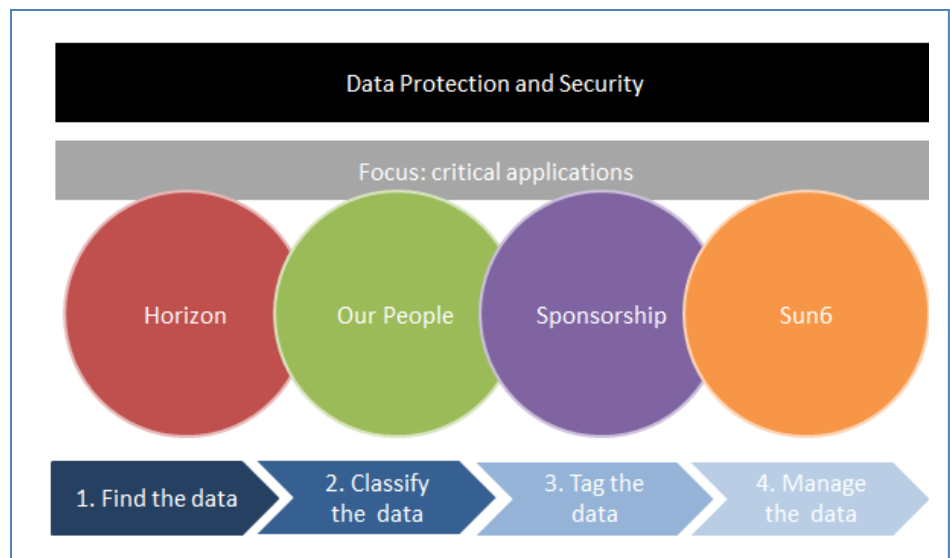 Data Protection and Security
Focus: critical applications
Horizon
Our People
Sponsorship
Sun6
1. Find the data
2. Classify
the data
3. Tag the
data
4. Manage
the data